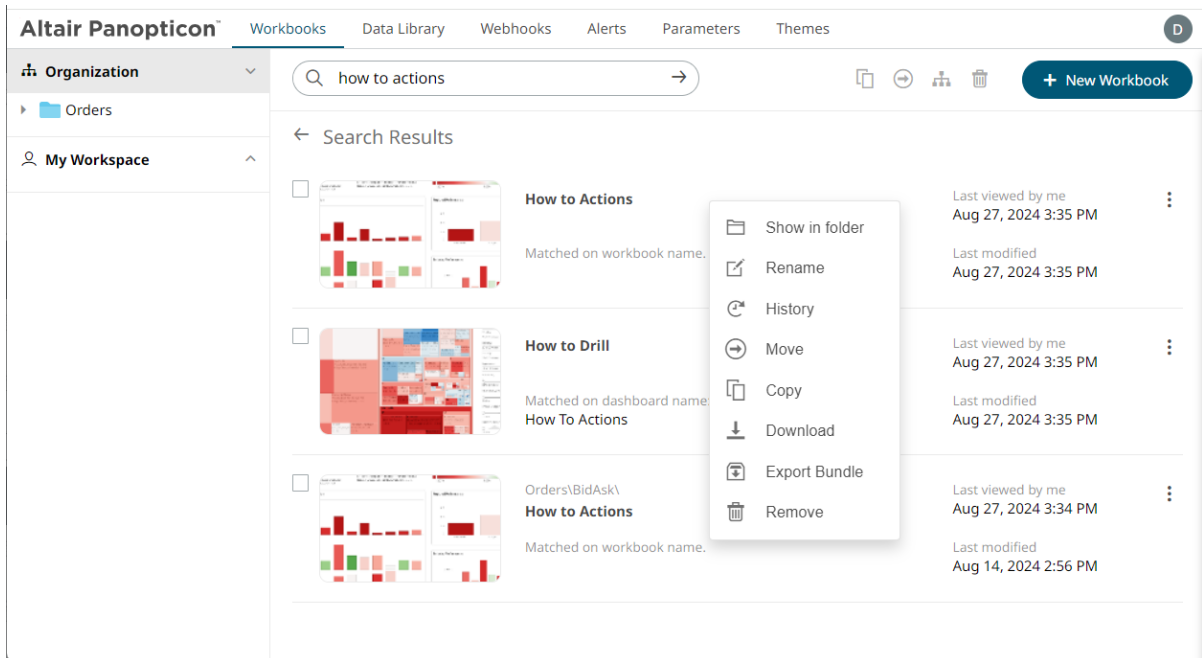 Altair Panopticon™
Workbooks Data Library Webhooks Alerts Parameters Themes D
Organization
Orders
My Workspace
how to actions
+ New Workbook
Search Results
How to Actions
Matched on workbook name.
Last viewed by me
Aug 27, 2024 3:35 PM
Last modified
Aug 27, 2024 3:35 PM
How to Drill
Matched on dashboard name:
How To Actions
Last viewed by me
Aug 27, 2024 3:35 PM
Last modified
Aug 27, 2024 3:35 PM
Orders\BidAsk\
How to Actions
Matched on workbook name.
Last viewed by me
Aug 27, 2024 3:34 PM
Last modified
Aug 14, 2024 2:56 PM
Show in folder
Rename
History
Move
Copy
Download
Export Bundle
Remove